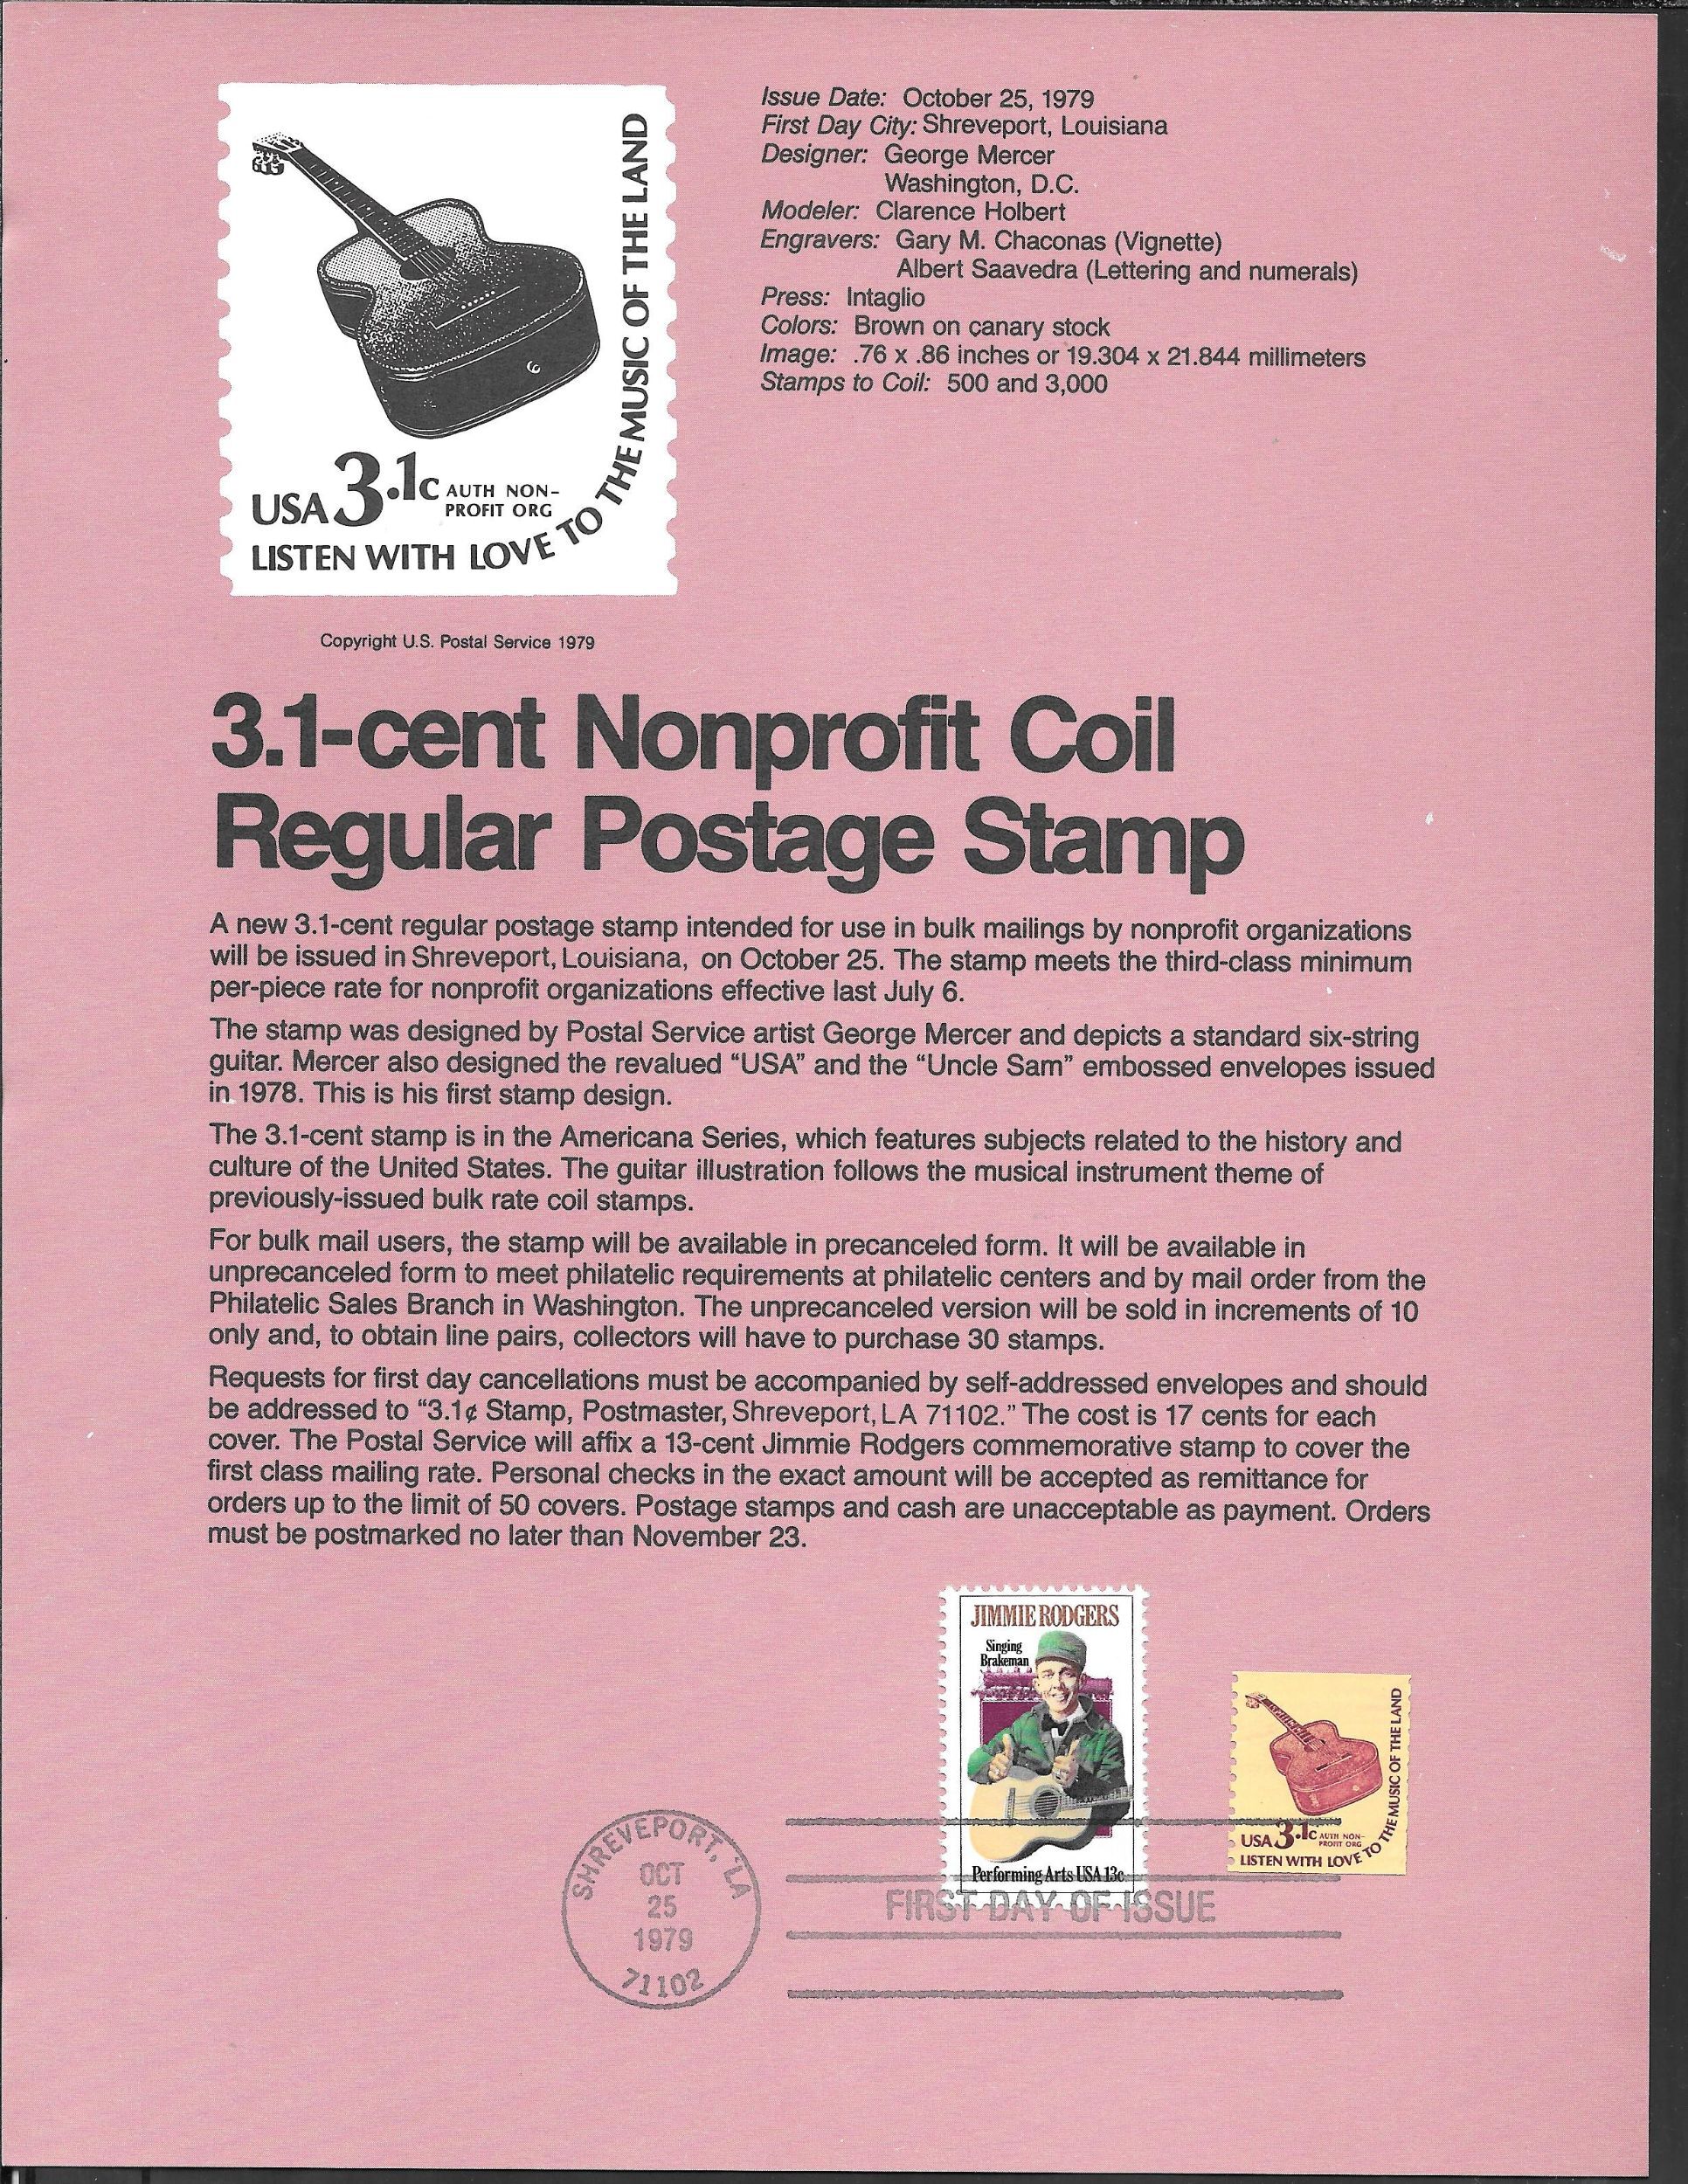 USA 3.1c AUTH NON-
PROFIT ORG
LISTEN WITH LOVE TO THE MUSIC OF THE LAND
Copyright U.S. Postal Service 1979
Issue Date: October 25, 1979
First Day City: Shreveport, Louisiana
Designer: George Mercer
Washington, D.C.
Modeler: Clarence Holbert
Engravers: Gary M. Chaconas (Vignette)
Albert Saavedra (Lettering and numerals)
Press: Intaglio
Colors: Brown on canary stock
Image: .76 x .86 inches or 19.304 x 21.844 millimeters
Stamps to Coil: 500 and 3,000
3.1-cent Nonprofit Coil
Regular Postage Stamp
A new 3.1-cent regular postage stamp intended for use in bulk mailings by nonprofit organizations
will be issued in Shreveport, Louisiana, on October 25. The stamp meets the third-class minimum
per-piece rate for nonprofit organizations effective last July 6.
The stamp was designed by Postal Service artist George Mercer and depicts a standard six-string
guitar. Mercer also designed the revalued “USA” and the “Uncle Sam” embossed envelopes issued
in 1978. This is his first stamp design.
The 3.1-cent stamp is in the Americana Series, which features subjects related to the history and
culture of the United States. The guitar illustration follows the musical instrument theme of
previously-issued bulk rate coil stamps.
For bulk mail users, the stamp will be available in precanceled form. It will be available in
unprecanceled form to meet philatelic requirements at philatelic centers and by mail order from the
Philatelic Sales Branch in Washington. The unprecanceled version will be sold in increments of 10
only and, to obtain line pairs, collectors will have to purchase 30 stamps.
Requests for first day cancellations must be accompanied by self-addressed envelopes and should
be addressed to “3.1¢ Stamp, Postmaster, Shreveport, LA 71102.” The cost is 17 cents for each
cover. The Postal Service will affix a 13-cent Jimmie Rodgers commemorative stamp to cover the
first class mailing rate. Personal checks in the exact amount will be accepted as remittance for
orders up to the limit of 50 covers. Postage stamps and cash are unacceptable as payment. Orders
must be postmarked no later than November 23.
JIMMIE RODGERS
Singing
Brakeman
Performing Arts USA 13c
USA 3.1c AUTH NON-
PROFIT ORG
LISTEN WITH LOVE TO THE MUSIC OF THE LAND
SHREVEPORT, LA
OCT
25
1979
71102
FIRST DAY OF ISSUE